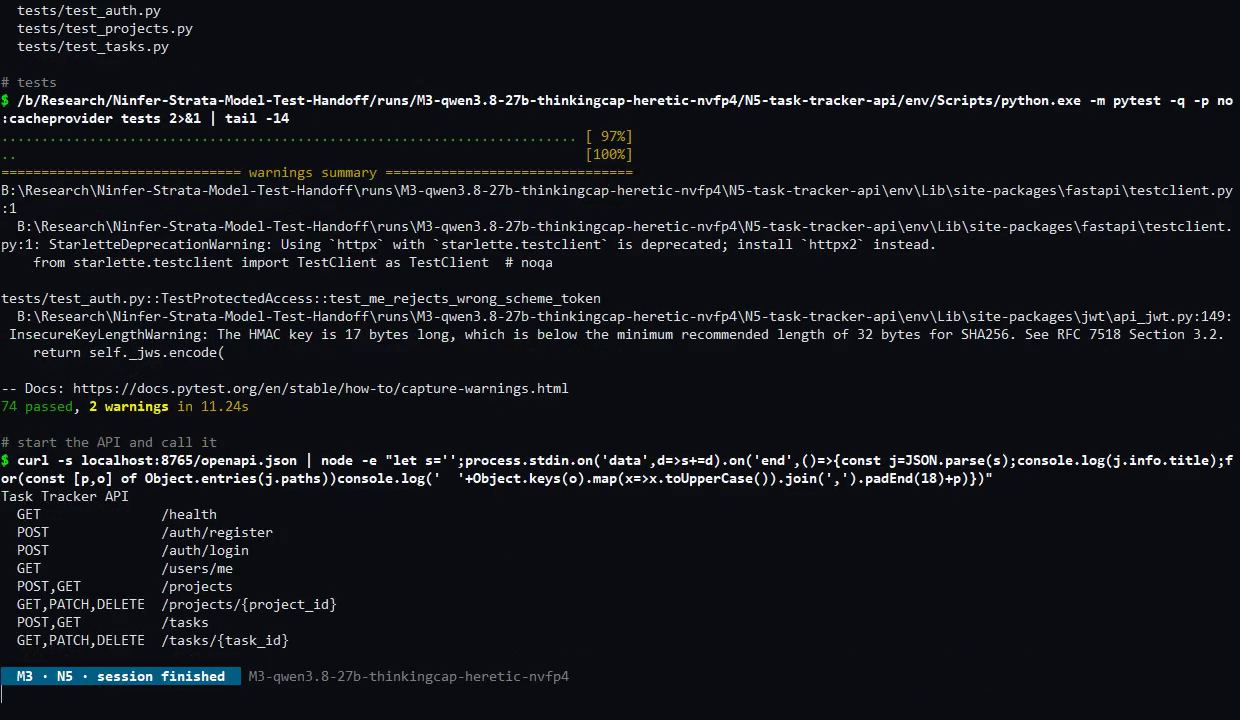 tests/test_auth.py
tests/test_projects.py
tests/test_tasks.py
# tests
$ /b/Research/Ninfer-Strata-Model-Test-Handoff/runs/M3-qwen3.8-27b-thinkingcap-heretic-nvfp4/N5-task-tracker-api/env/Scripts/python.exe -m pytest -q -p no
:cacheprovider tests 2>&1 | tail -14
........................................................................ [ 97%]
..                                                                       [100%]
============================= warnings summary ===============================
B:\Research\Ninfer-Strata-Model-Test-Handoff\runs\M3-qwen3.8-27b-thinkingcap-heretic-nvfp4\N5-task-tracker-api\env\Lib\site-packages\fastapi\testclient.py
:1
  B:\Research\Ninfer-Strata-Model-Test-Handoff\runs\M3-qwen3.8-27b-thinkingcap-heretic-nvfp4\N5-task-tracker-api\env\Lib\site-packages\fastapi\testclient.
py:1: StarletteDeprecationWarning: Using `httpx` with `starlette.testclient` is deprecated; install `httpx2` instead.
    from starlette.testclient import TestClient as TestClient  # noqa
tests/test_auth.py::TestProtectedAccess::test_me_rejects_wrong_scheme_token
  B:\Research\Ninfer-Strata-Model-Test-Handoff\runs\M3-qwen3.8-27b-thinkingcap-heretic-nvfp4\N5-task-tracker-api\env\Lib\site-packages\jwt\api_jwt.py:149:
 InsecureKeyLengthWarning: The HMAC key is 17 bytes long, which is below the minimum recommended length of 32 bytes for SHA256. See RFC 7518 Section 3.2.
    return self._jws.encode(
-- Docs: https://docs.pytest.org/en/stable/how-to/capture-warnings.html
74 passed, 2 warnings in 11.24s
# start the API and call it
$ curl -s localhost:8765/openapi.json | node -e "let s='';process.stdin.on('data',d=>s+=d).on('end',()=>{const j=JSON.parse(s);console.log(j.info.title);f
or(const [p,o] of Object.entries(j.paths))console.log('  '+Object.keys(o).map(x=>x.toUpperCase()).join(',').padEnd(18)+p)})"
Task Tracker API
  GET               /health
  POST              /auth/register
  POST              /auth/login
  GET               /users/me
  POST,GET          /projects
  GET,PATCH,DELETE  /projects/{project_id}
  POST,GET          /tasks
  GET,PATCH,DELETE  /tasks/{task_id}
M3 · N5 · session finished  M3-qwen3.8-27b-thinkingcap-heretic-nvfp4